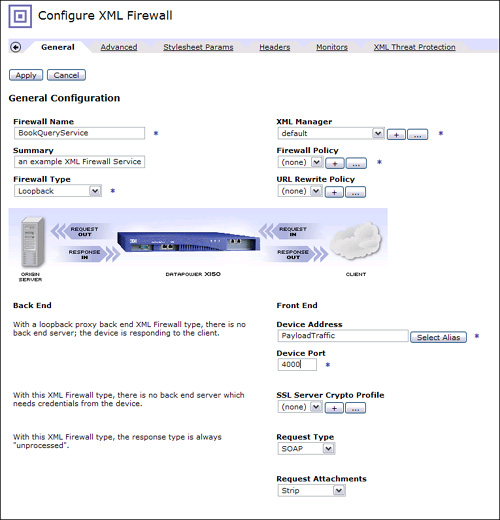 Configure XML Firewall
General Advanced Stylesheet Params Headers Monitors XML Threat Protection
Apply Cancel
General Configuration
Firewall Name
BookQueryService *
Summary
an example XML Firewall Service
Firewall Type
Loopback *
XML Manager
default + ... *
Firewall Policy
(none) + ... *
URL Rewrite Policy
(none) + ...
REQUEST OUT
RESPONSE IN
REQUEST IN
RESPONSE OUT
ORIGIN SERVER
DATAPOWER XI50
CLIENT
Back End
With a loopback proxy back end XML Firewall type, there is no
back end server; the device is responding to the client.
With this XML Firewall type, there is no back end server which
needs credentials from the device.
With this XML Firewall type, the response type is always
"unprocessed".
Front End
Device Address
PayloadTraffic Select Alias *
Device Port
4000 *
SSL Server Crypto Profile
(none) + ...
Request Type
SOAP
Request Attachments
Strip